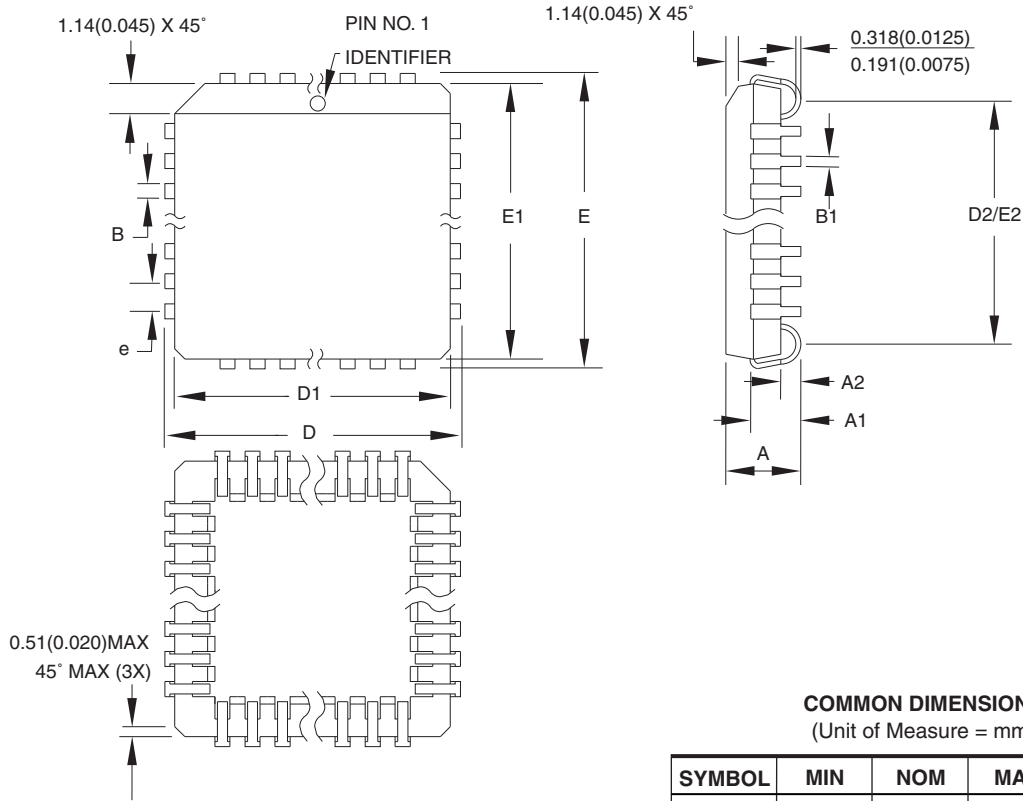 1.14(0.045) X 45˚
PIN NO. 1
IDENTIFIER
1.14(0.045) X 45˚
0.318(0.0125)
0.191(0.0075)
B
e
E1
E
B1
D2/E2
D1
D
A2
A1
A
0.51(0.020)MAX
45˚ MAX (3X)
COMMON DIMENSION
(Unit of Measure = mm
SYMBOL MIN NOM MA